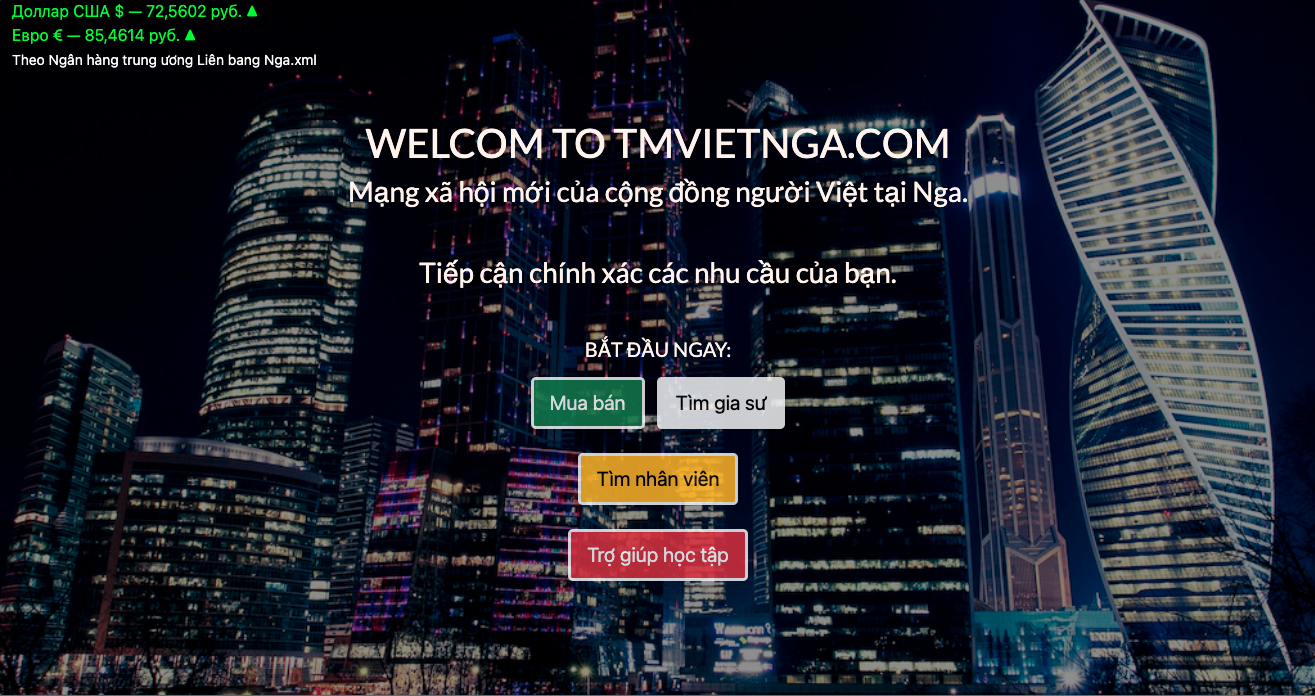 Доллар США $ — 72,5602 руб. ▲
Евро € — 85,4614 руб. ▲
Theo Ngân hàng trung ương Liên bang Nga.xml
WELCOM TO TMVIETNGA.COM
Mạng xã hội mới của cộng đồng người Việt tại Nga.
Tiếp cận chính xác các nhu cầu của bạn.
BẮT ĐẦU NGAY:
Mua bán
Tìm gia sư
Tìm nhân viên
Trợ giúp học tập